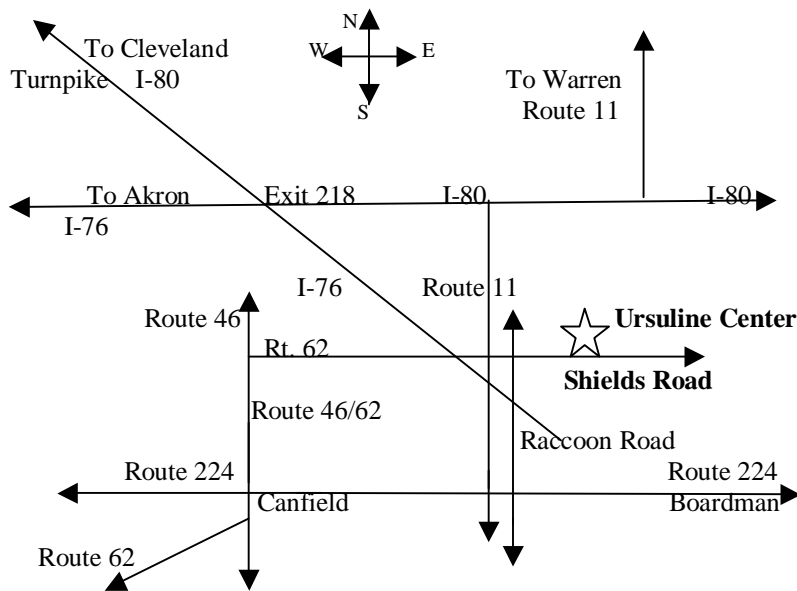 N
To Cleveland
W
E
Turnpike I-80
To Warren
Route 11
S
To Akron
Exit 218
I-80
I-80
I-76
I-76
Route 11
Route 46
Ursuline Center
Rt. 62
Shields Road
Route 46/62
Raccoon Road
Route 224
Route 224
Canfield
Boardman
Route 62